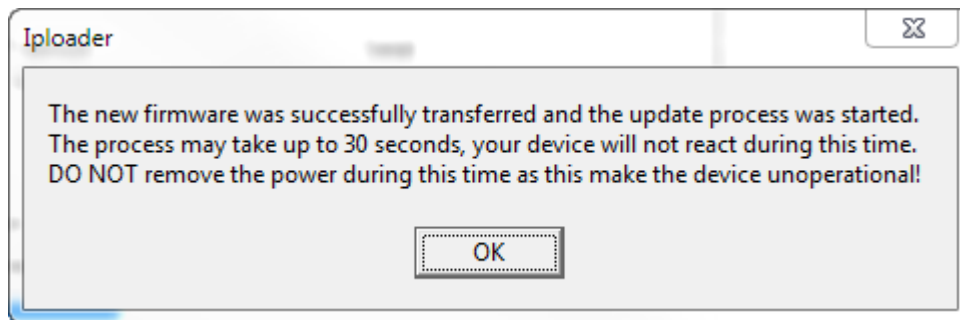 Iploader
The new firmware was successfully transferred and the update process was started.
The process may take up to 30 seconds, your device will not react during this time.
DO NOT remove the power during this time as this make the device unoperational!
OK